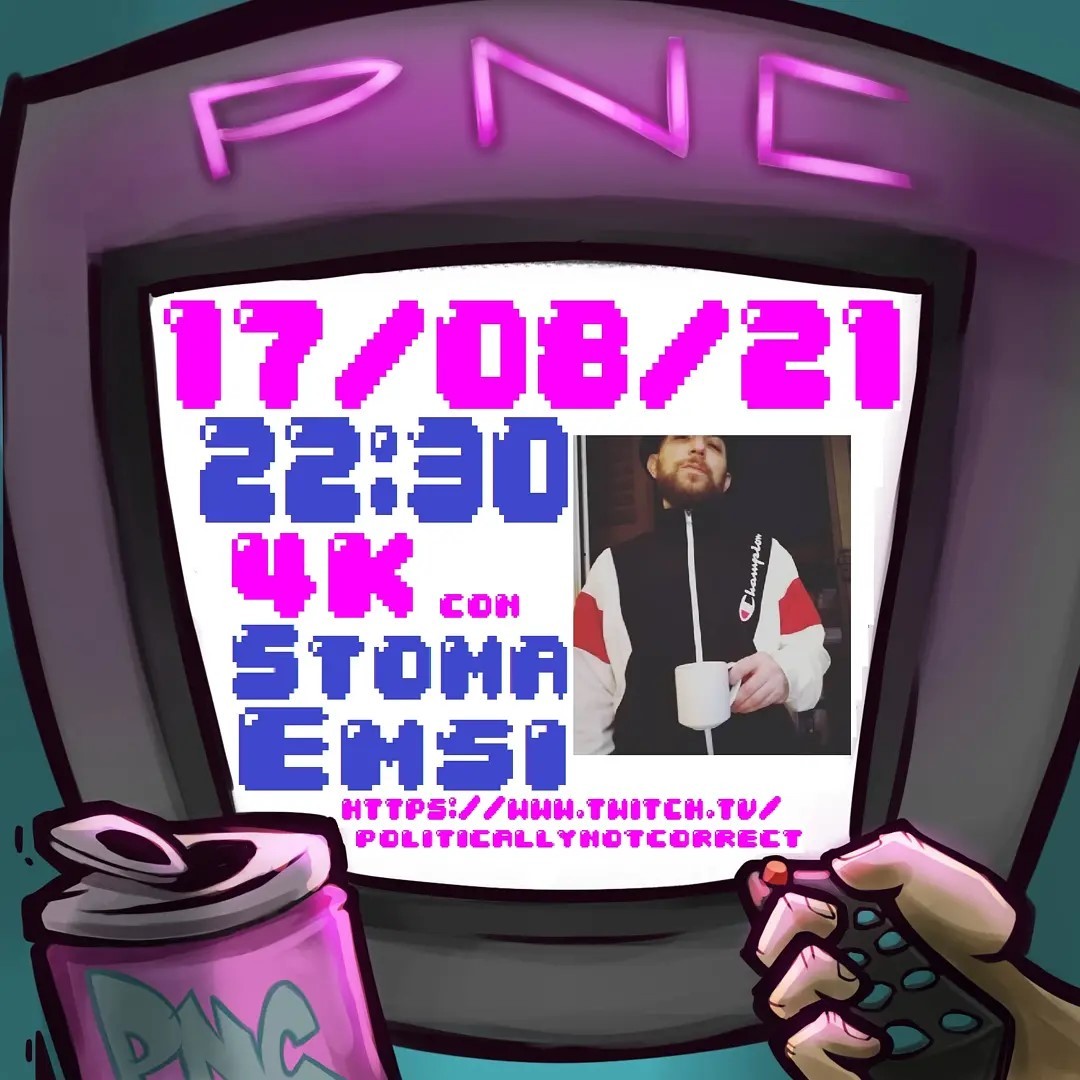 PNC
17/08/21
22:30
4K CON
STOMA
EMSI
Champion
HTTPS://WWW.TWITCH.TV/
POLITICALLYNOTCORRECT
PNC